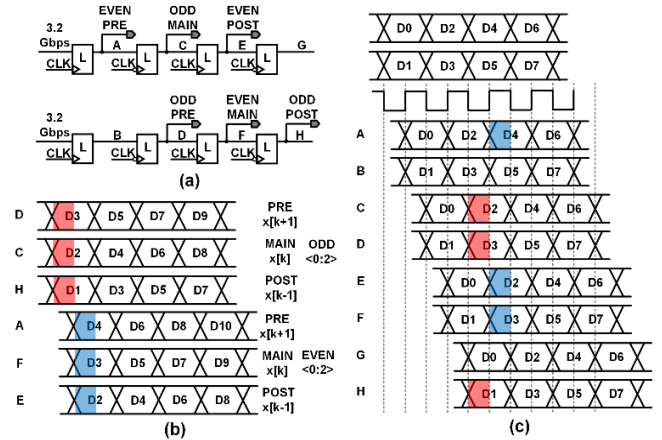 EVEN PRE
ODD MAIN
EVEN POST
3.2 Gbps
A
C
E
G
L
L
L
L
CLK
CLK
CLK
CLK
ODD PRE
EVEN MAIN
ODD POST
3.2 Gbps
B
D
F
H
L
L
L
L
CLK
CLK
CLK
CLK
(a)
D D3 D5 D7 D9 PRE x[k+1]
C D2 D4 D6 D8 MAIN x[k] ODD <0:2>
H D1 D3 D5 D7 POST x[k-1]
A D4 D6 D8 D10 PRE x[k+1]
F D3 D5 D7 D9 MAIN x[k] EVEN <0:2>
E D2 D4 D6 D8 POST x[k-1]
(b)
D0 D2 D4 D6
D1 D3 D5 D7
A D0 D2 D4 D6
B D1 D3 D5 D7
C D0 D2 D4 D6
D D1 D3 D5 D7
E D0 D2 D4 D6
F D1 D3 D5 D7
G D0 D2 D4 D6
H D1 D3 D5 D7
(c)